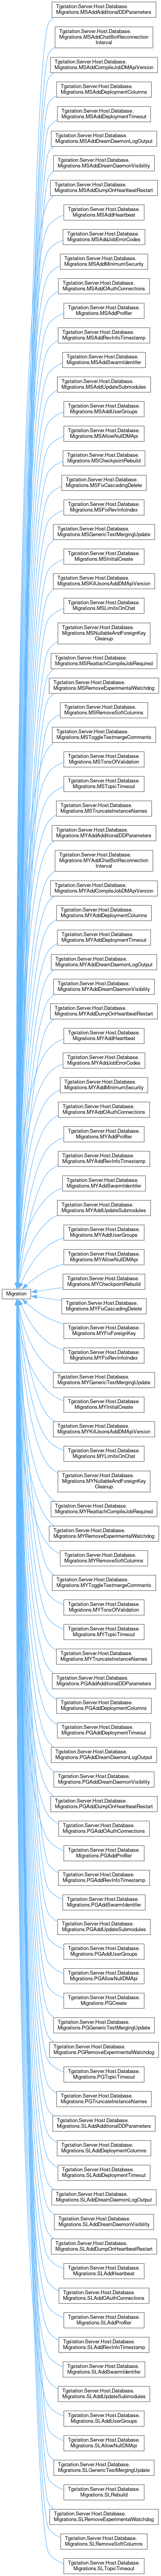 Tgstation.Server.Host.Database.
Migrations.MSAddAdditionalDDParameters
Tgstation.Server.Host.Database.
Migrations.MSAddChatBotReconnection
Interval
Tgstation.Server.Host.Database.
Migrations.MSAddCompileJobDMApiVersion
Tgstation.Server.Host.Database.
Migrations.MSAddDeploymentColumns
Tgstation.Server.Host.Database.
Migrations.MSAddDeploymentTimeout
Tgstation.Server.Host.Database.
Migrations.MSAddDreamDaemonLogOutput
Tgstation.Server.Host.Database.
Migrations.MSAddDreamDaemonVisibility
Tgstation.Server.Host.Database.
Migrations.MSAddDumpOnHeartbeatRestart
Tgstation.Server.Host.Database.
Migrations.MSAddHeartbeat
Tgstation.Server.Host.Database.
Migrations.MSAddJobErrorCodes
Tgstation.Server.Host.Database.
Migrations.MSAddMinimumSecurity
Tgstation.Server.Host.Database.
Migrations.MSAddOAuthConnections
Tgstation.Server.Host.Database.
Migrations.MSAddProfiler
Tgstation.Server.Host.Database.
Migrations.MSAddRevInfoTimestamp
Tgstation.Server.Host.Database.
Migrations.MSAddSwarmIdentifer
Tgstation.Server.Host.Database.
Migrations.MSAddUpdateSubmodules
Tgstation.Server.Host.Database.
Migrations.MSAddUserGroups
Tgstation.Server.Host.Database.
Migrations.MSAllowNullDMApi
Tgstation.Server.Host.Database.
Migrations.MSCheckpointRebuild
Tgstation.Server.Host.Database.
Migrations.MSFixCascadingDelete
Tgstation.Server.Host.Database.
Migrations.MSFixRevInfoIndex
Tgstation.Server.Host.Database.
Migrations.MSGenericTestMergingUpdate
Tgstation.Server.Host.Database.
Migrations.MSInitialCreate
Tgstation.Server.Host.Database.
Migrations.MSKillJsonsAddDMApiVersion
Tgstation.Server.Host.Database.
Migrations.MSLimitsOnChat
Tgstation.Server.Host.Database.
Migrations.MSNullableAndForeignKey
Cleanup
Tgstation.Server.Host.Database.
Migrations.MSReattachCompileJobRequired
Tgstation.Server.Host.Database.
Migrations.MSRemoveExperimentalWatchdog
Tgstation.Server.Host.Database.
Migrations.MSRemoveSoftColumns
Tgstation.Server.Host.Database.
Migrations.MSToggleTestmergeComments
Tgstation.Server.Host.Database.
Migrations.MSTonsOfValidation
Tgstation.Server.Host.Database.
Migrations.MSTopicTimeout
Tgstation.Server.Host.Database.
Migrations.MSTruncateInstanceNames
Tgstation.Server.Host.Database.
Migrations.MYAddAdditionalDDParameters
Tgstation.Server.Host.Database.
Migrations.MYAddChatBotReconnection
Interval
Tgstation.Server.Host.Database.
Migrations.MYAddCompileJobDMApiVersion
Tgstation.Server.Host.Database.
Migrations.MYAddDeploymentColumns
Tgstation.Server.Host.Database.
Migrations.MYAddDeploymentTimeout
Tgstation.Server.Host.Database.
Migrations.MYAddDreamDaemonLogOutput
Tgstation.Server.Host.Database.
Migrations.MYAddDreamDaemonVisibility
Tgstation.Server.Host.Database.
Migrations.MYAddDumpOnHeartbeatRestart
Tgstation.Server.Host.Database.
Migrations.MYAddHeartbeat
Tgstation.Server.Host.Database.
Migrations.MYAddJobErrorCodes
Tgstation.Server.Host.Database.
Migrations.MYAddMinimumSecurity
Tgstation.Server.Host.Database.
Migrations.MYAddOAuthConnections
Tgstation.Server.Host.Database.
Migrations.MYAddProfiler
Tgstation.Server.Host.Database.
Migrations.MYAddRevInfoTimestamp
Tgstation.Server.Host.Database.
Migrations.MYAddSwarmIdentifer
Tgstation.Server.Host.Database.
Migrations.MYAddUpdateSubmodules
Tgstation.Server.Host.Database.
Migrations.MYAddUserGroups
Tgstation.Server.Host.Database.
Migrations.MYAllowNullDMApi
Tgstation.Server.Host.Database.
Migrations.MYCheckpointRebuild
Migration
Tgstation.Server.Host.Database.
Migrations.MYFixCascadingDelete
Tgstation.Server.Host.Database.
Migrations.MYFixForeignKey
Tgstation.Server.Host.Database.
Migrations.MYFixRevInfoIndex
Tgstation.Server.Host.Database.
Migrations.MYGenericTestMergingUpdate
Tgstation.Server.Host.Database.
Migrations.MYInitialCreate
Tgstation.Server.Host.Database.
Migrations.MYKillJsonsAddDMApiVersion
Tgstation.Server.Host.Database.
Migrations.MYLimitsOnChat
Tgstation.Server.Host.Database.
Migrations.MYNullableAndForeignKey
Cleanup
Tgstation.Server.Host.Database.
Migrations.MYReattachCompileJobRequired
Tgstation.Server.Host.Database.
Migrations.MYRemoveExperimentalWatchdog
Tgstation.Server.Host.Database.
Migrations.MYRemoveSoftColumns
Tgstation.Server.Host.Database.
Migrations.MYToggleTestmergeComments
Tgstation.Server.Host.Database.
Migrations.MYTonsOfValidation
Tgstation.Server.Host.Database.
Migrations.MYTopicTimeout
Tgstation.Server.Host.Database.
Migrations.MYTruncateInstanceNames
Tgstation.Server.Host.Database.
Migrations.PGAddAdditionalDDParameters
Tgstation.Server.Host.Database.
Migrations.PGAddDeploymentColumns
Tgstation.Server.Host.Database.
Migrations.PGAddDeploymentTimeout
Tgstation.Server.Host.Database.
Migrations.PGAddDreamDaemonLogOutput
Tgstation.Server.Host.Database.
Migrations.PGAddDreamDaemonVisibility
Tgstation.Server.Host.Database.
Migrations.PGAddDumpOnHeartbeatRestart
Tgstation.Server.Host.Database.
Migrations.PGAddOAuthConnections
Tgstation.Server.Host.Database.
Migrations.PGAddProfiler
Tgstation.Server.Host.Database.
Migrations.PGAddRevInfoTimestamp
Tgstation.Server.Host.Database.
Migrations.PGAddSwarmIdentifer
Tgstation.Server.Host.Database.
Migrations.PGAddUpdateSubmodules
Tgstation.Server.Host.Database.
Migrations.PGAddUserGroups
Tgstation.Server.Host.Database.
Migrations.PGAllowNullDMApi
Tgstation.Server.Host.Database.
Migrations.PGCreate
Tgstation.Server.Host.Database.
Migrations.PGGenericTestMergingUpdate
Tgstation.Server.Host.Database.
Migrations.PGRemoveExperimentalWatchdog
Tgstation.Server.Host.Database.
Migrations.PGTopicTimeout
Tgstation.Server.Host.Database.
Migrations.PGTruncateInstanceNames
Tgstation.Server.Host.Database.
Migrations.SLAddAdditionalDDParameters
Tgstation.Server.Host.Database.
Migrations.SLAddDeploymentColumns
Tgstation.Server.Host.Database.
Migrations.SLAddDeploymentTimeout
Tgstation.Server.Host.Database.
Migrations.SLAddDreamDaemonLogOutput
Tgstation.Server.Host.Database.
Migrations.SLAddDreamDaemonVisibility
Tgstation.Server.Host.Database.
Migrations.SLAddDumpOnHeartbeatRestart
Tgstation.Server.Host.Database.
Migrations.SLAddHeartbeat
Tgstation.Server.Host.Database.
Migrations.SLAddOAuthConnections
Tgstation.Server.Host.Database.
Migrations.SLAddProfiler
Tgstation.Server.Host.Database.
Migrations.SLAddRevInfoTimestamp
Tgstation.Server.Host.Database.
Migrations.SLAddSwarmIdentifer
Tgstation.Server.Host.Database.
Migrations.SLAddUpdateSubmodules
Tgstation.Server.Host.Database.
Migrations.SLAddUserGroups
Tgstation.Server.Host.Database.
Migrations.SLAllowNullDMApi
Tgstation.Server.Host.Database.
Migrations.SLGenericTestMergingUpdate
Tgstation.Server.Host.Database.
Migrations.SLRebuild
Tgstation.Server.Host.Database.
Migrations.SLRemoveExperimentalWatchdog
Tgstation.Server.Host.Database.
Migrations.SLRemoveSoftColumns
Tgstation.Server.Host.Database.
Migrations.SLTopicTimeout